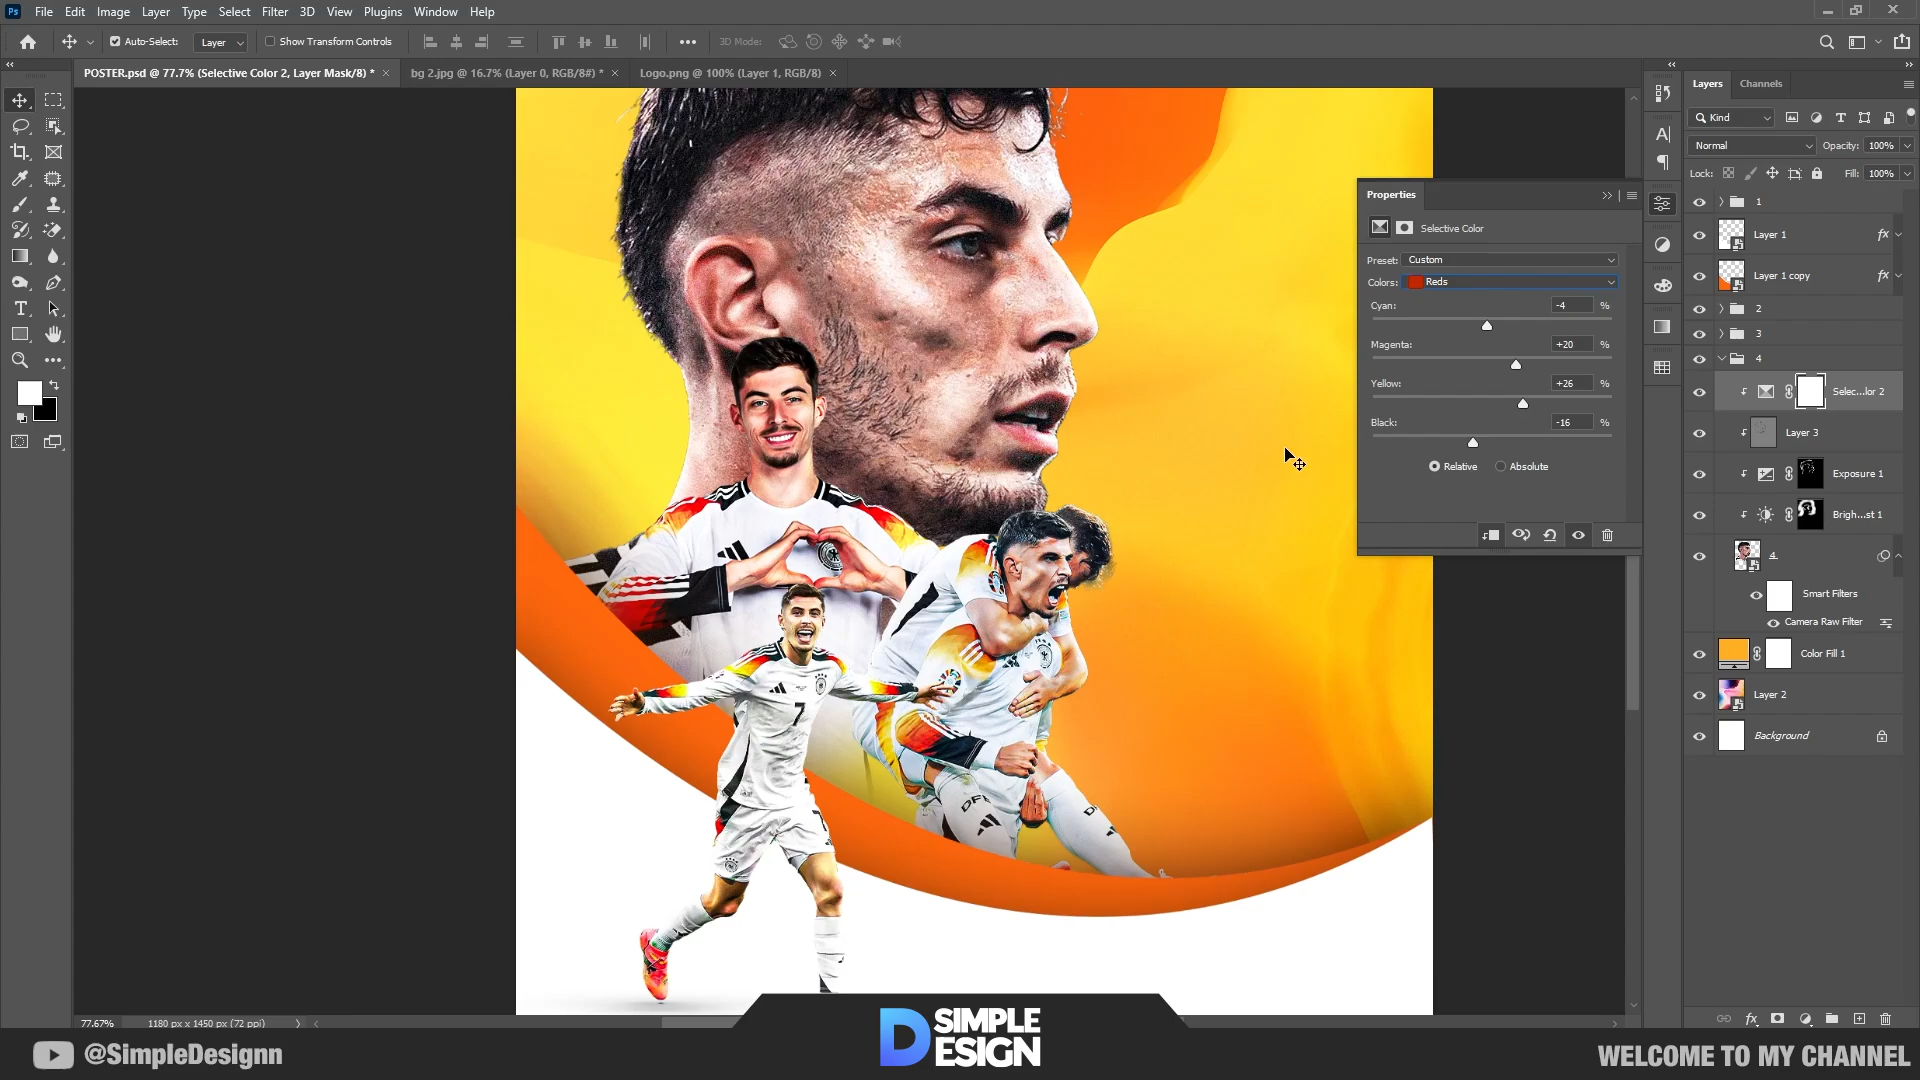 Ps File Edit Image Layer Type Select Filter 3D View Plugins Window Help
Auto-Select: Layer Show Transform Controls 3D Mode:
POSTER.psd @ 77.7% (Selective Color 2, Layer Mask/8) * bg 2.jpg @ 16.7% (Layer 0, RGB/8#) * Logo.png @ 100% (Layer 1, RGB/8)
Layers Channels
Kind
Normal Opacity: 100%
Lock: Fill: 100%
1
Layer 1 fx
Layer 1 copy fx
2
3
4
Selec...lor 2
Layer 3
Exposure 1
Brigh...st 1
4
Smart Filters
Camera Raw Filter
Color Fill 1
Layer 2
Background
Properties
Selective Color
Preset: Custom
Colors: Reds
Cyan: -4 %
Magenta: +20 %
Yellow: +26 %
Black: -16 %
Relative Absolute
7
77.67% 1180 px x 1450 px (72 ppi)
@SimpleDesignn
D SIMPLE
ESIGN
WELCOME TO MY CHANNEL